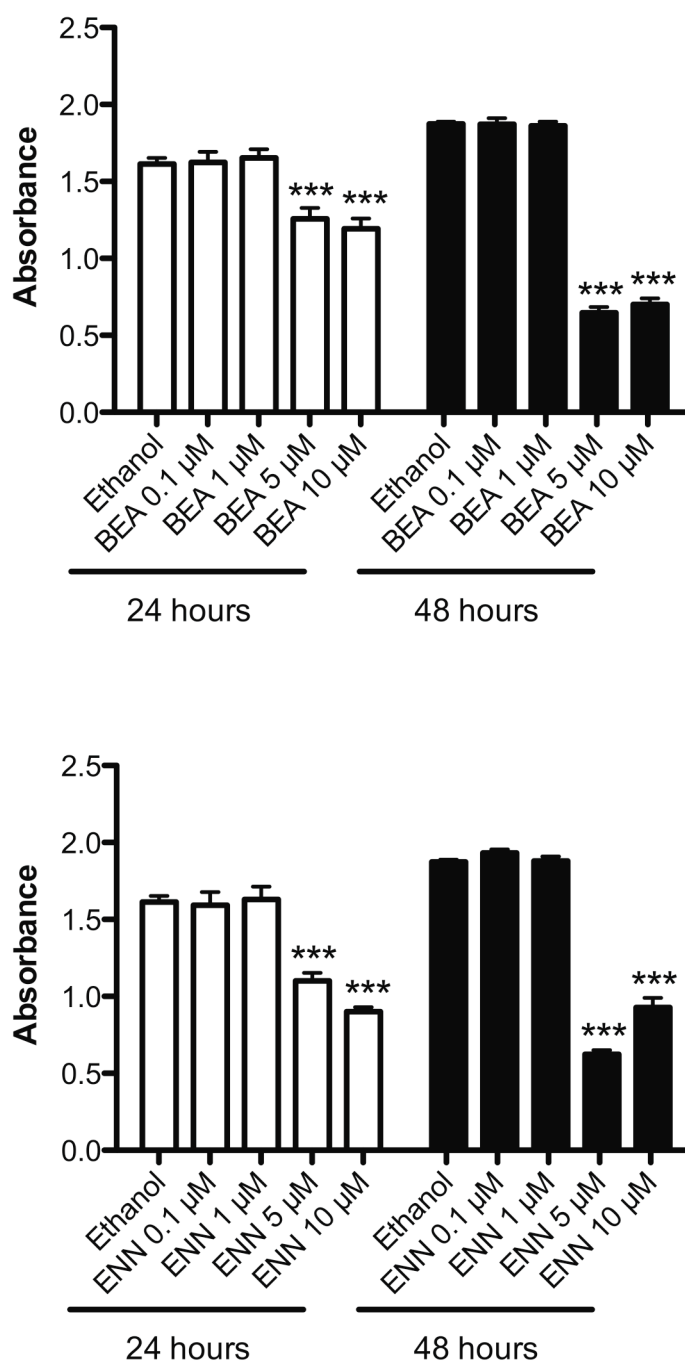 2.5
2.0
1.5
1.0
0.5
0.0
Absorbance
*** ***
*** ***
Ethanol
BEA 0.1 µM
BEA 1 µM
BEA 5 µM
BEA 10 µM
Ethanol
BEA 0.1 µM
BEA 1 µM
BEA 5 µM
BEA 10 µM
24 hours
48 hours
2.5
2.0
1.5
1.0
0.5
0.0
Absorbance
***
***
***
***
Ethanol
ENN 0.1 µM
ENN 1 µM
ENN 5 µM
ENN 10 µM
Ethanol
ENN 0.1 µM
ENN 1 µM
ENN 5 µM
ENN 10 µM
24 hours
48 hours